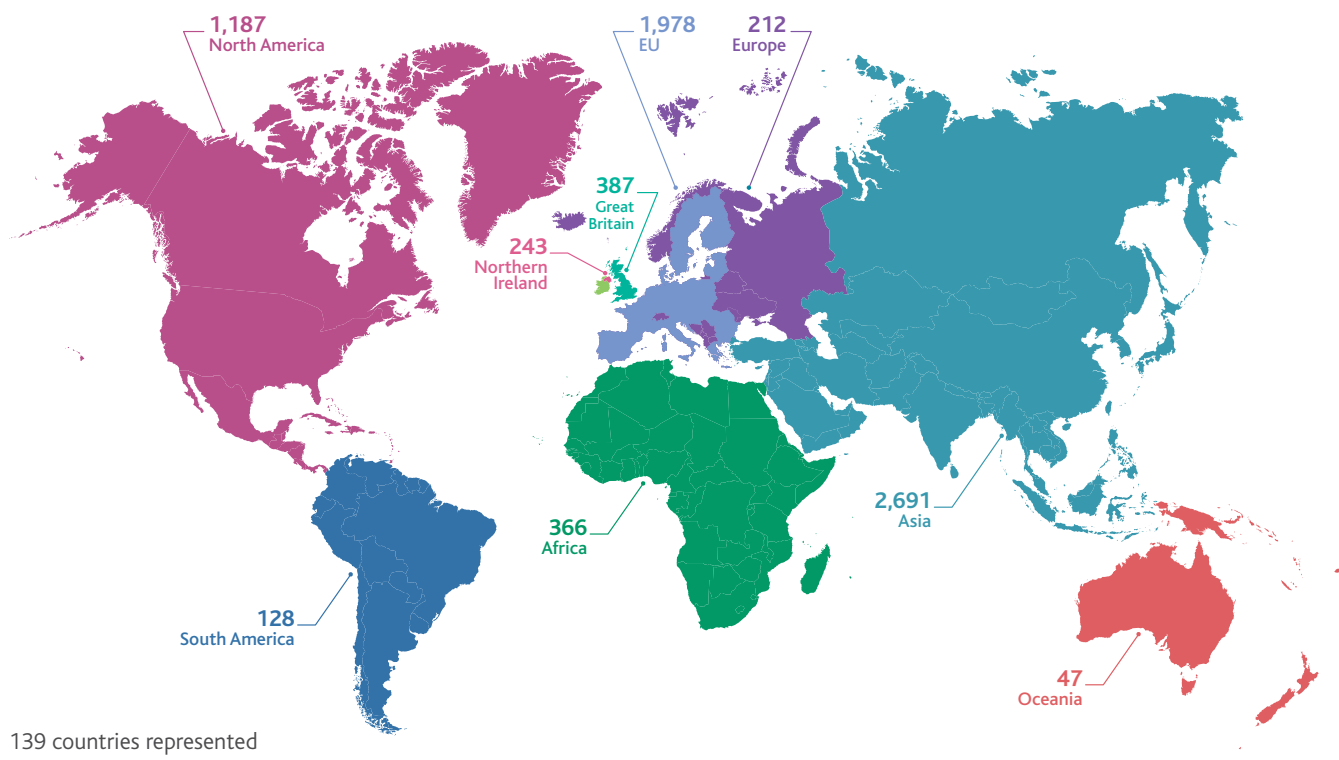 1,187
North America
1,978
EU
212
Europe
387
Great
Britain
243
Northern
Ireland
2,691
Asia
366
Africa
128
South America
47
Oceania
139 countries represented